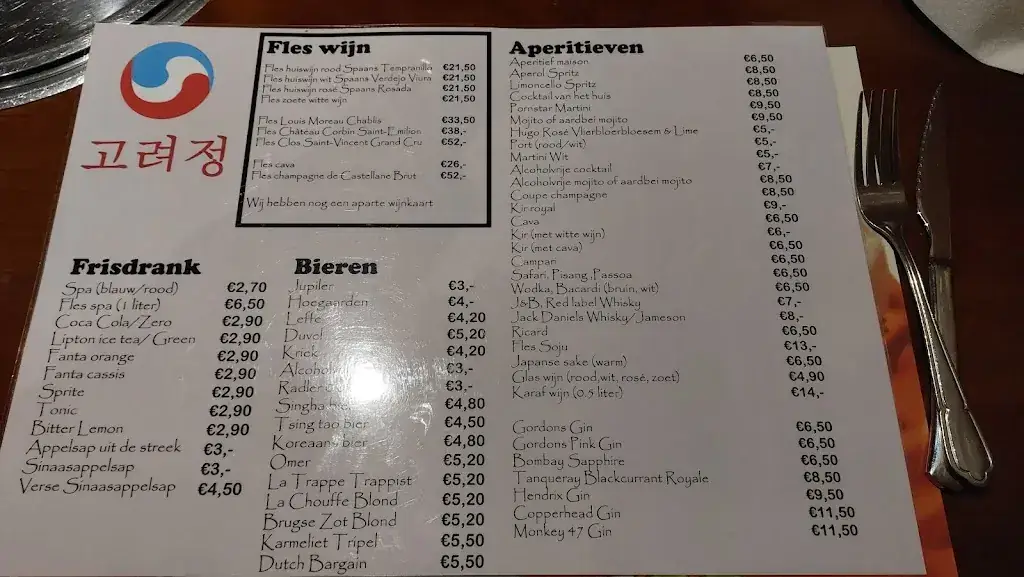 고려정
Fles wijn
Fles huiswijn rood Spaans Tempranillo €21,50
Fles huiswijn wit Spaans Verdejo Viura €21,50
Fles huiswijn rosé Spaans Rosada €21,50
Fles zoete witte wijn €21,50
Fles Louis Moreau Chablis €33,50
Fles Château Corbin Saint-Emilion €38,-
Fles Clos Saint-Vincent Grand Cru €52,-
Fles cava €26,-
Fles champagne de Castellane Brut €52,-
Wij hebben nog een aparte wijnkaart
Frisdrank
Spa (blauw/rood) €2,70
Fles spa (1 liter) €6,50
Coca Cola/Zero €2,90
Lipton ice tea/ Green €2,90
Fanta orange €2,90
Fanta cassis €2,90
Sprite €2,90
Tonic €2,90
Bitter Lemon €2,90
Appelsap uit de streek €3,-
Sinaasappelsap €3,-
Verse Sinaasappelsap €4,50
Bieren
Jupiler €3,-
Hoegaarden €4,-
Leffe €4,20
Duvel €5,20
Kriek €4,20
€3,-
Radler €3,-
Singha bier €4,80
Tsing tao bier €4,50
Koreaans bier €4,80
Omer €5,20
La Trappe Trappist €5,20
La Chouffe Blond €5,20
Brugse Zot Blond €5,20
Karmeliet Tripel €5,50
Dutch Bargain €5,50
Aperitieven
Aperitief maison €6,50
Aperol Spritz €8,50
Limoncello Spritz €8,50
Cocktail van het huis €8,50
Pornstar Martini €9,50
Mojito of aardbei mojito €9,50
Hugo Rosé Vlierbloerbloesem & Lime €5,-
Port (rood/wit) €5,-
Martini Wit €5,-
Alcoholvrije cocktail €7,-
Alcoholvrije mojito of aardbei mojito €8,50
Coupe champagne €8,50
Kir royal €9,-
Cava €6,50
Kir (met witte wijn) €6,-
Kir (met cava) €6,50
Campari €6,50
Safari, Pisang ,Passoa €6,50
Wodka, Bacardi (bruin, wit) €6,50
J&B, Red label Whisky €7,-
Jack Daniels Whisky/Jameson €8,-
Ricard €6,50
Fles Soju €13,-
Japanse sake (warm) €6,50
Glas wijn (rood,wit, rosé, zoet) €4,90
Karaf wijn (0.5 liter) €14,-
Gordons Gin €6,50
Gordons Pink Gin €6,50
Bombay Sapphire €6,50
Tanqueray Blackcurrant Royale €8,50
Hendrix Gin €9,50
Copperhead Gin €11,50
Monkey 47 Gin €11,50